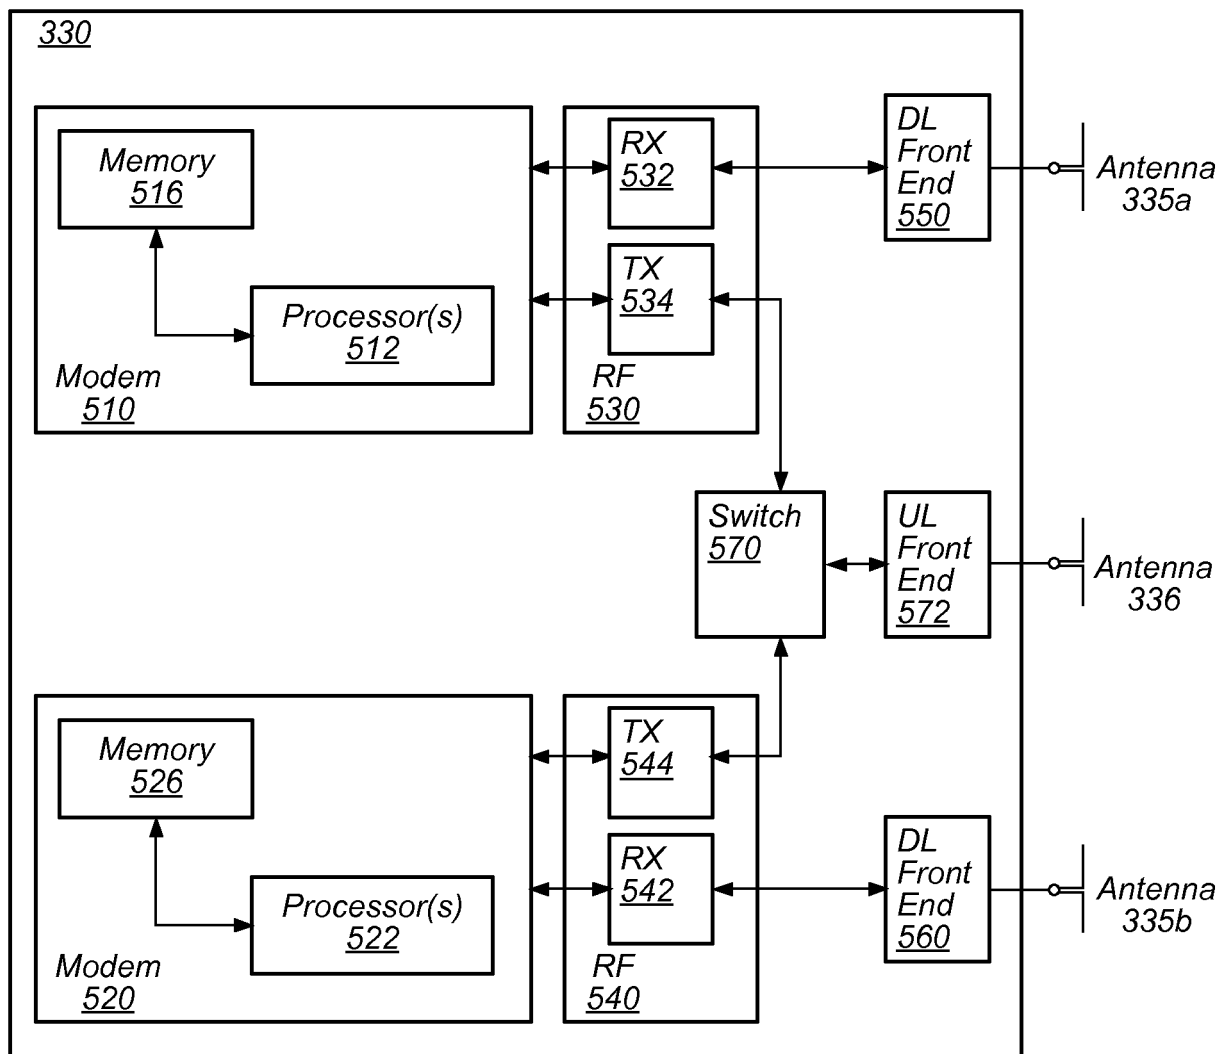 330
Memory
516
Processor(s)
512
Modem
510
RX
532
TX
534
RF
530
DL
Front
End
550
Antenna
335a
Switch
570
UL
Front
End
572
Antenna
336
Memory
526
Processor(s)
522
Modem
520
TX
544
RX
542
RF
540
DL
Front
End
560
Antenna
335b